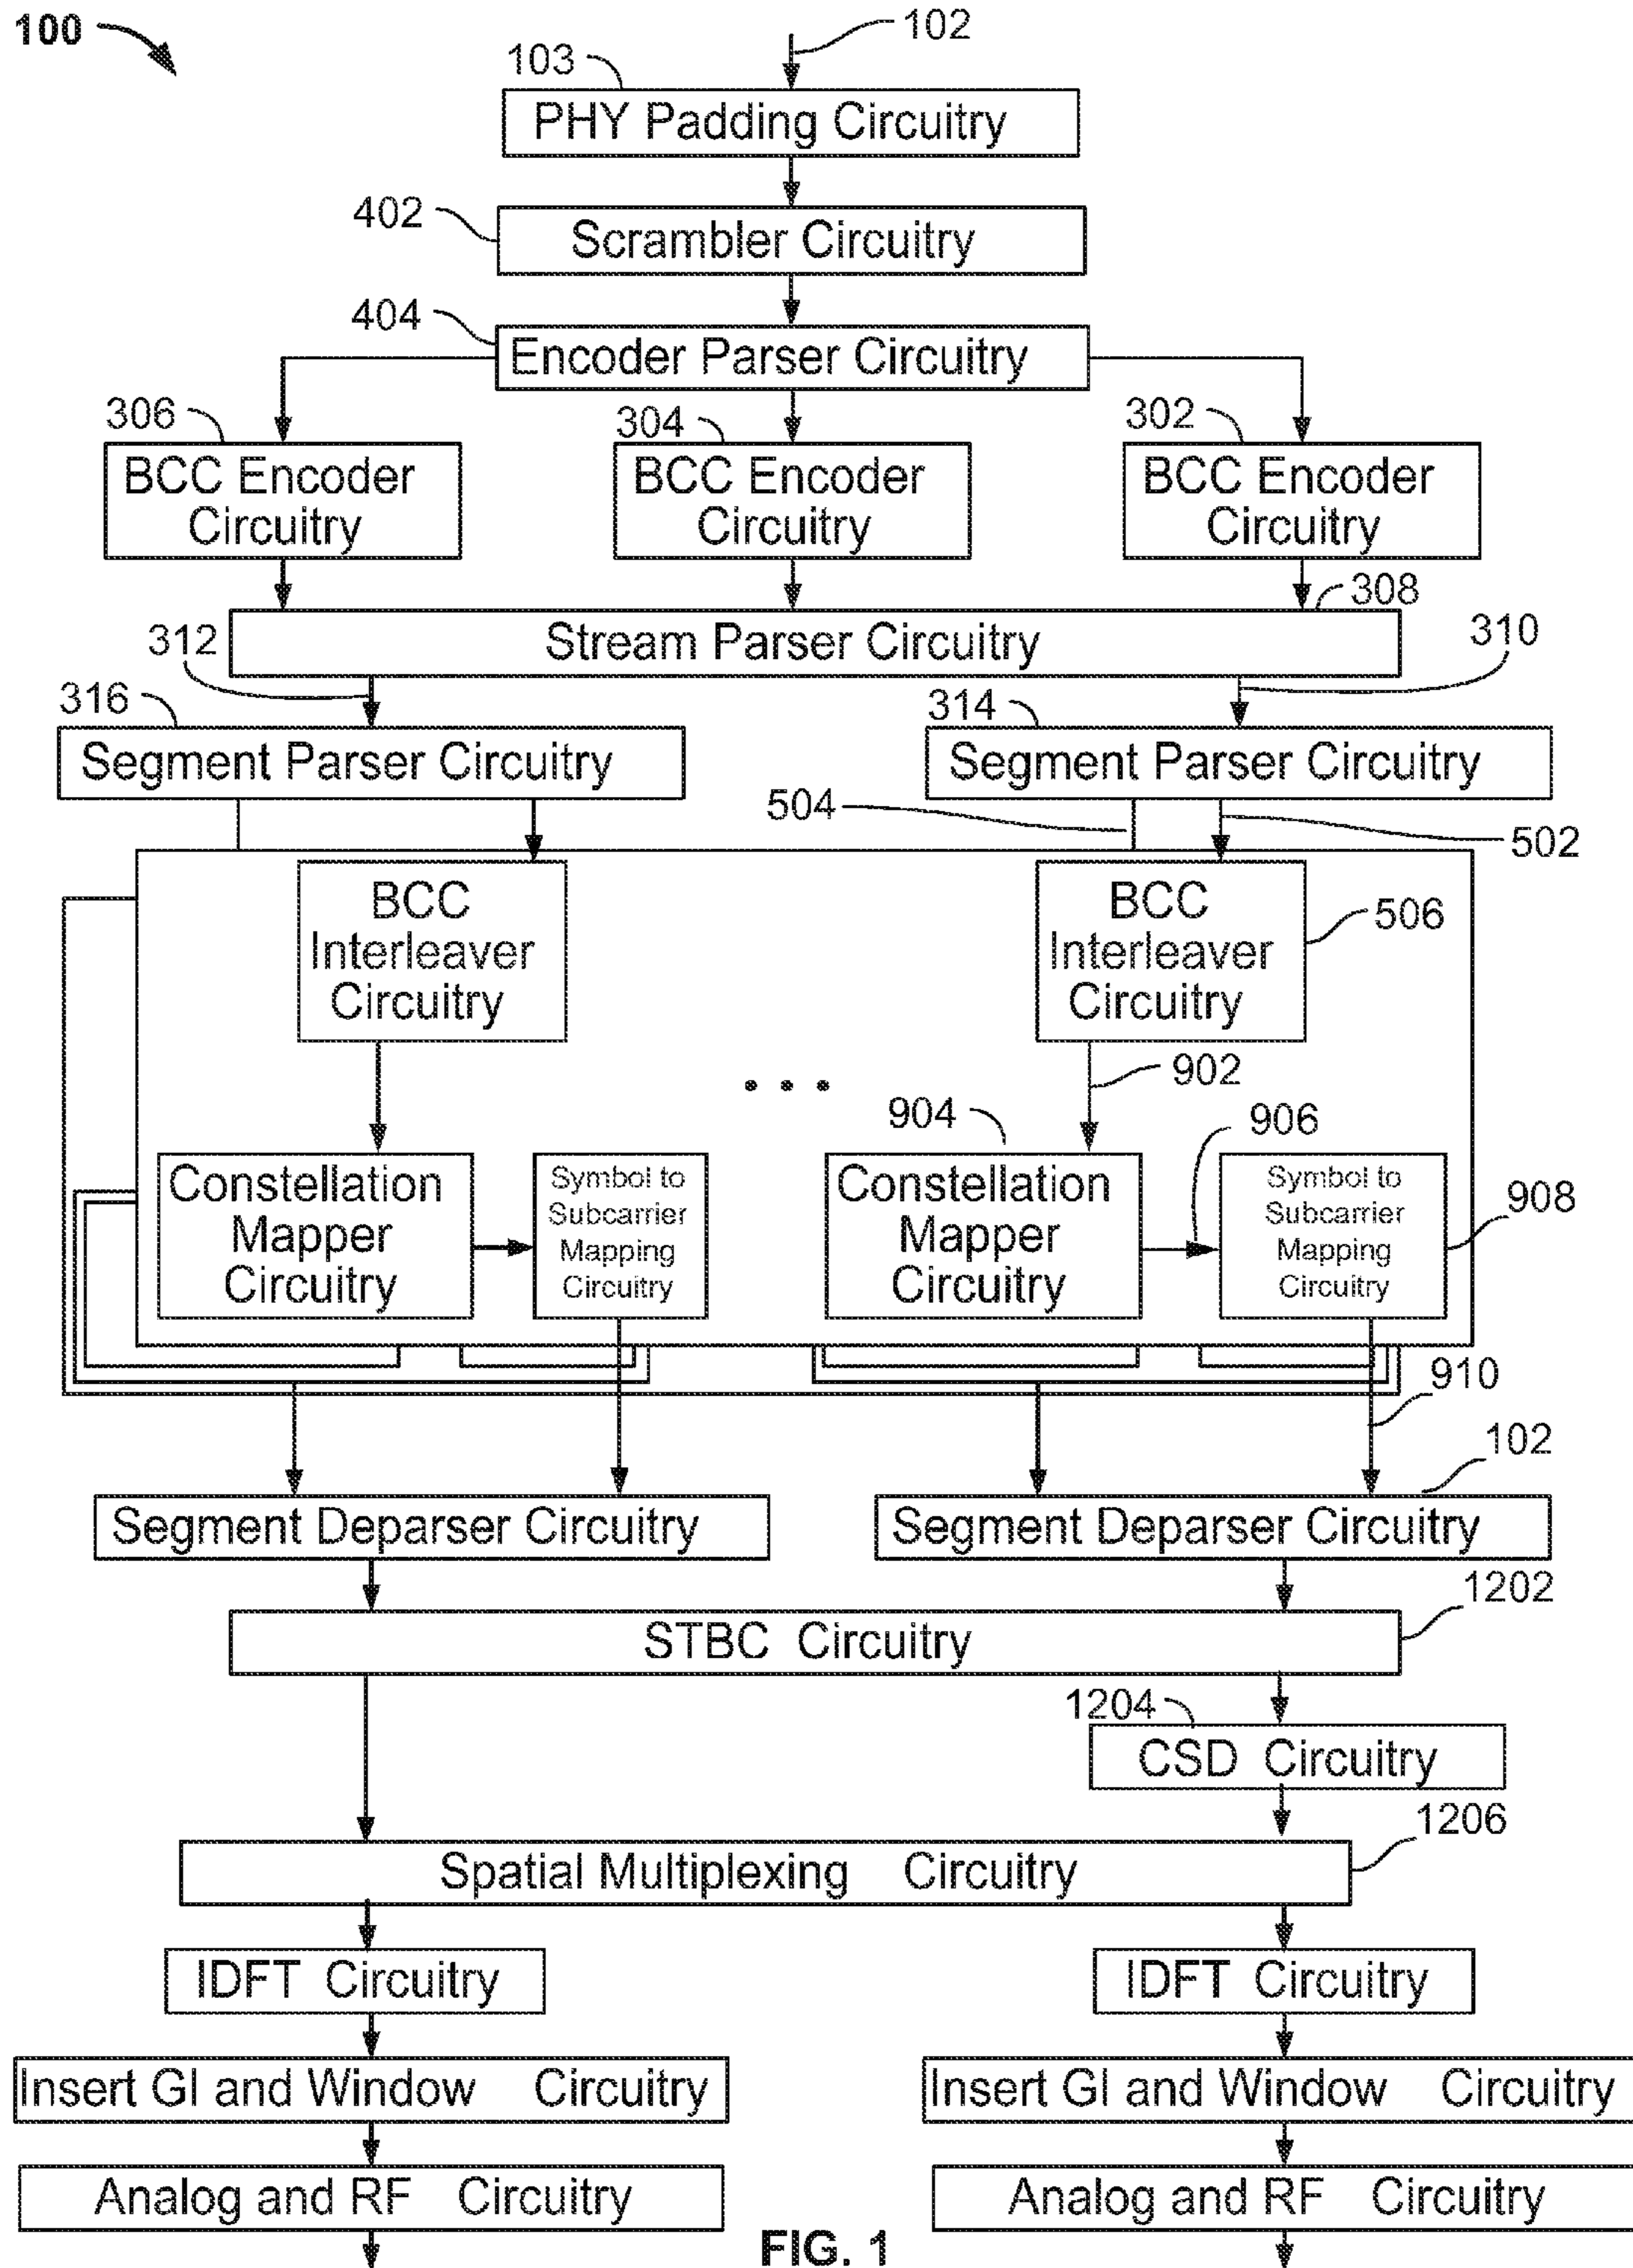 100
102
103
PHY Padding Circuitry
402
Scrambler Circuitry
404
Encoder Parser Circuitry
306
304
302
BCC Encoder
Circuitry
BCC Encoder
Circuitry
BCC Encoder
Circuitry
308
Stream Parser Circuitry
312
310
316
314
Segment Parser Circuitry
Segment Parser Circuitry
504
502
BCC
Interleaver
Circuitry
BCC
Interleaver
Circuitry
506
. . .
902
904
906
Constellation
Mapper
Circuitry
Symbol to
Subcarrier
Mapping
Circuitry
Constellation
Mapper
Circuitry
Symbol to
Subcarrier
Mapping
Circuitry
908
910
102
Segment Deparser Circuitry
Segment Deparser Circuitry
1202
STBC Circuitry
1204
CSD Circuitry
1206
Spatial Multiplexing Circuitry
IDFT Circuitry
IDFT Circuitry
Insert GI and Window Circuitry
Insert GI and Window Circuitry
Analog and RF Circuitry
Analog and RF Circuitry
FIG. 1